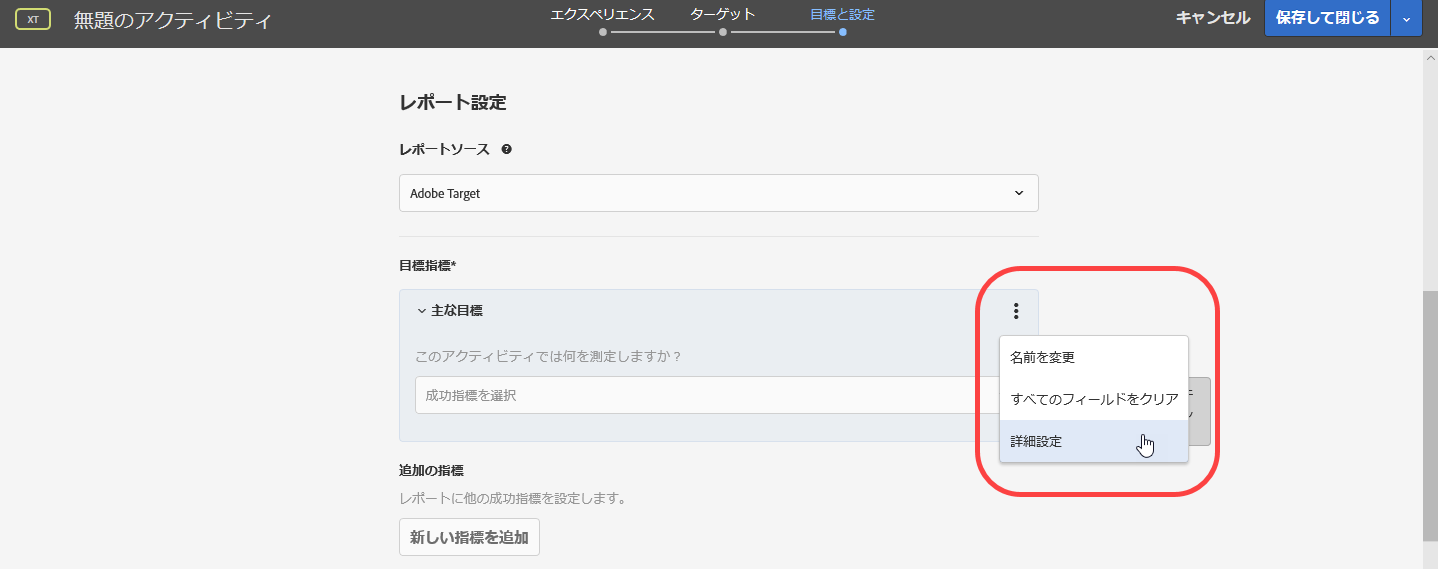 XT
無題のアクティビティ
エクスペリエンス
ターゲット
目標と設定
キャンセル
保存して閉じる
レポート設定
レポートソース
Adobe Target
目標指標*
主な目標
このアクティビティでは何を測定しますか？
成功指標を選択
名前を変更
すべてのフィールドをクリア
詳細設定
追加の指標
レポートに他の成功指標を設定します。
新しい指標を追加